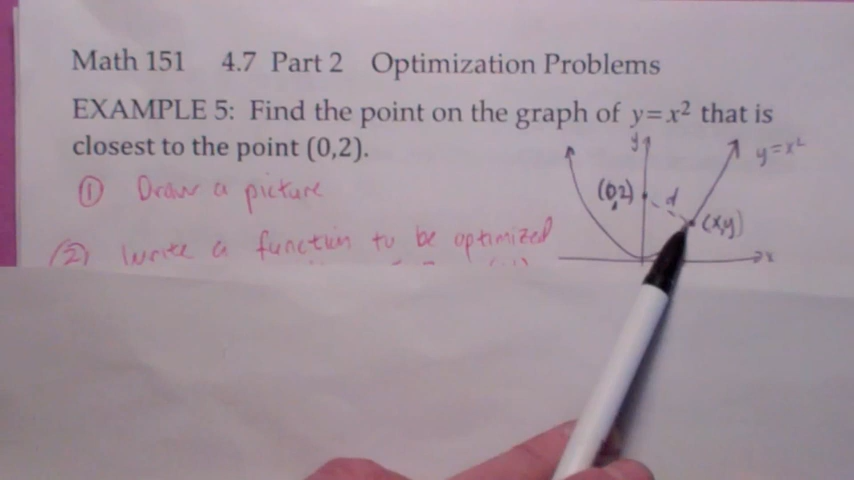 Math 151 4.7 Part 2 Optimization Problems
EXAMPLE 5: Find the point on the graph of y=x² that is
closest to the point (0,2).
① Draw a picture
② Write a function to be optimized
y
y=x²
(0,2)
d
(x,y)
x